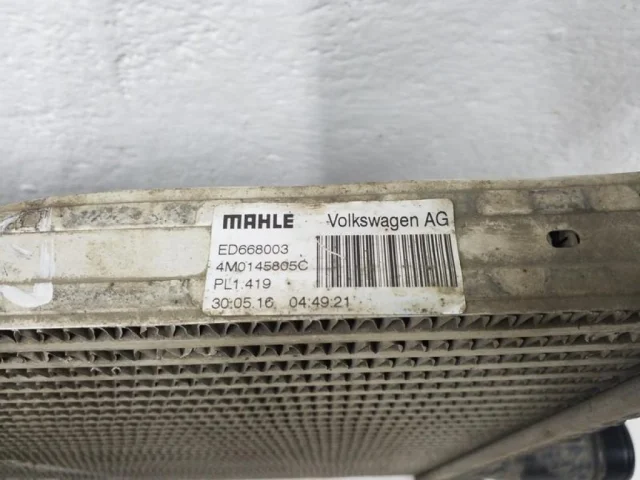 MAHLE Volkswagen AG
ED668003
4M0145805C
PL1.419
30.05.16 04:49:21